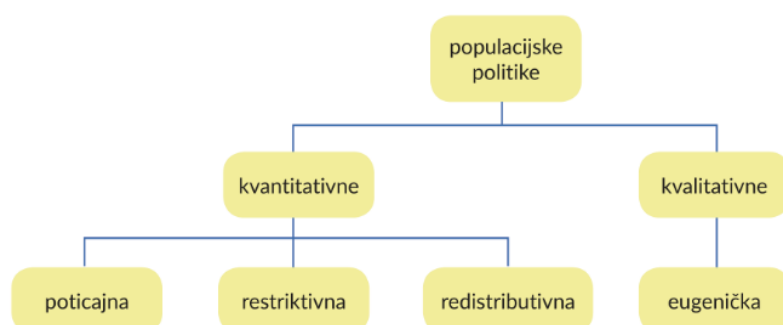 populacijske
politike
kvantitativne
kvalitativne
poticajna
restriktivna
redistributivna
eugenička